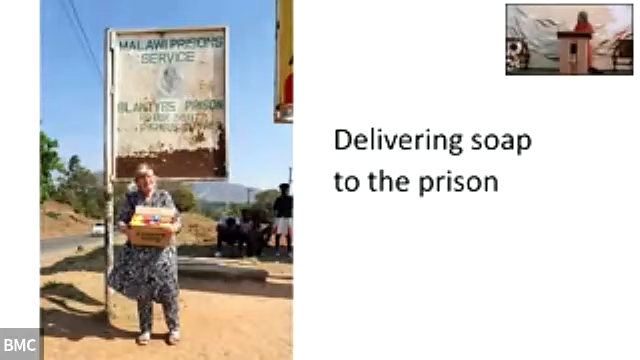 MALAWI PRISONS
SERVICE
BLANTYRE PRISON
Delivering soap
to the prison
BMC